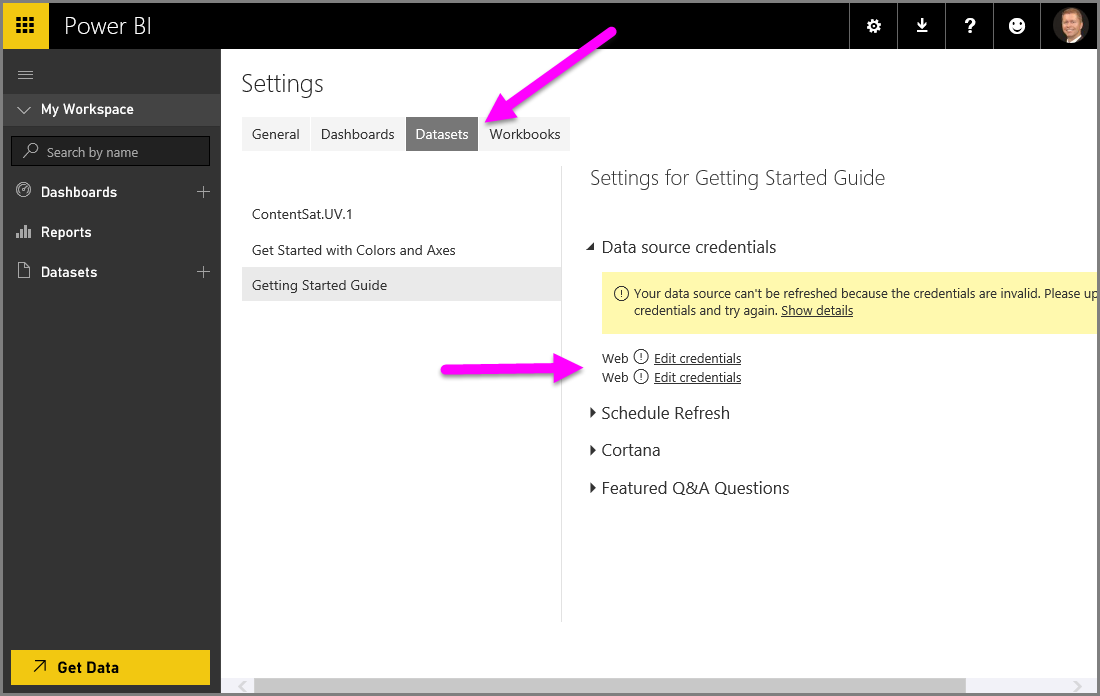 Power BI
?
My Workspace
Search by name
Dashboards
Reports
Datasets
Get Data
Settings
General Dashboards Datasets Workbooks
ContentSat.UV.1
Get Started with Colors and Axes
Getting Started Guide
Settings for Getting Started Guide
Data source credentials
Your data source can't be refreshed because the credentials are invalid. Please up
credentials and try again. Show details
Web Edit credentials
Web Edit credentials
Schedule Refresh
Cortana
Featured Q&A Questions